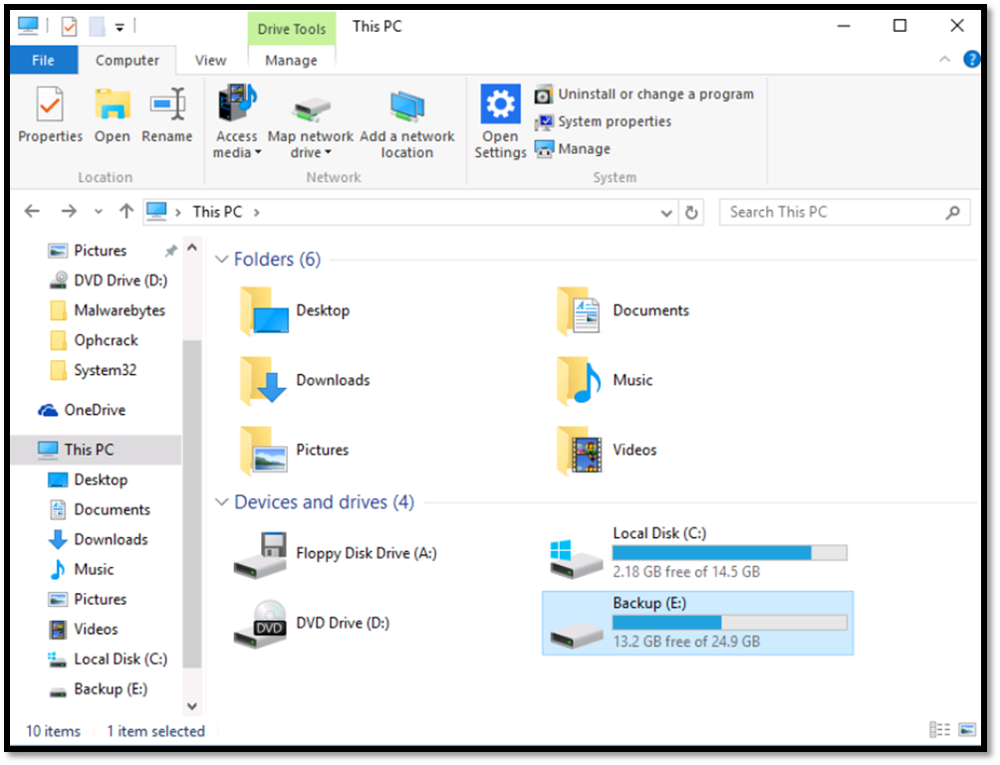 Drive Tools
This PC
File
Computer
View
Manage
Properties
Open
Rename
Access
media
Map network
drive
Add a network
location
Open
Settings
Uninstall or change a program
System properties
Manage
Location
Network
System
This PC
Search This PC
Pictures
DVD Drive (D:)
Malwarebytes
Ophcrack
System32
OneDrive
This PC
Desktop
Documents
Downloads
Music
Pictures
Videos
Local Disk (C:)
Backup (E:)
Folders (6)
Desktop
Documents
Downloads
Music
Pictures
Videos
Devices and drives (4)
Floppy Disk Drive (A:)
Local Disk (C:)
2.18 GB free of 14.5 GB
DVD
DVD Drive (D:)
Backup (E:)
13.2 GB free of 24.9 GB
10 items
1 item selected